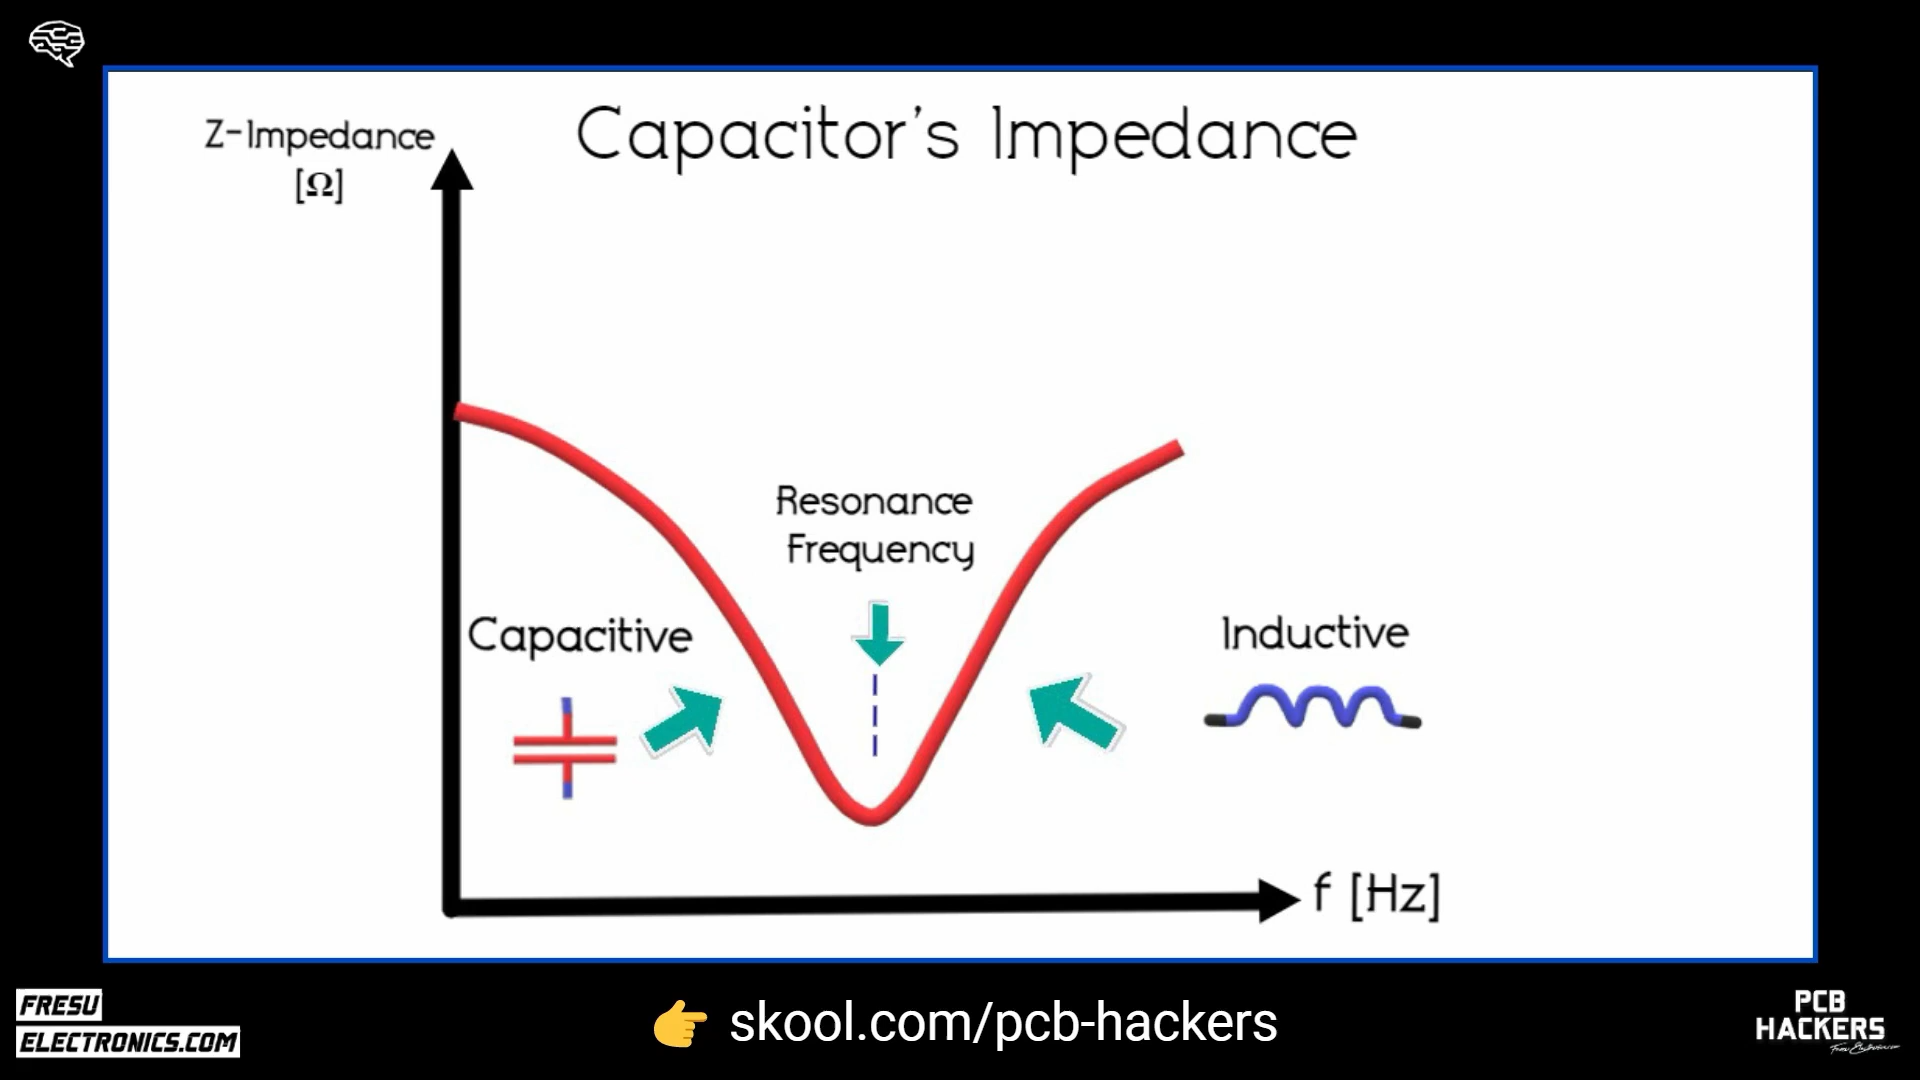 Capacitor's Impedance
Z-Impedance
[Ω]
Resonance
Frequency
Capacitive
Inductive
f [Hz]
FRESU
ELECTRONICS.COM
👉 skool.com/pcb-hackers
PCB
HACKERS